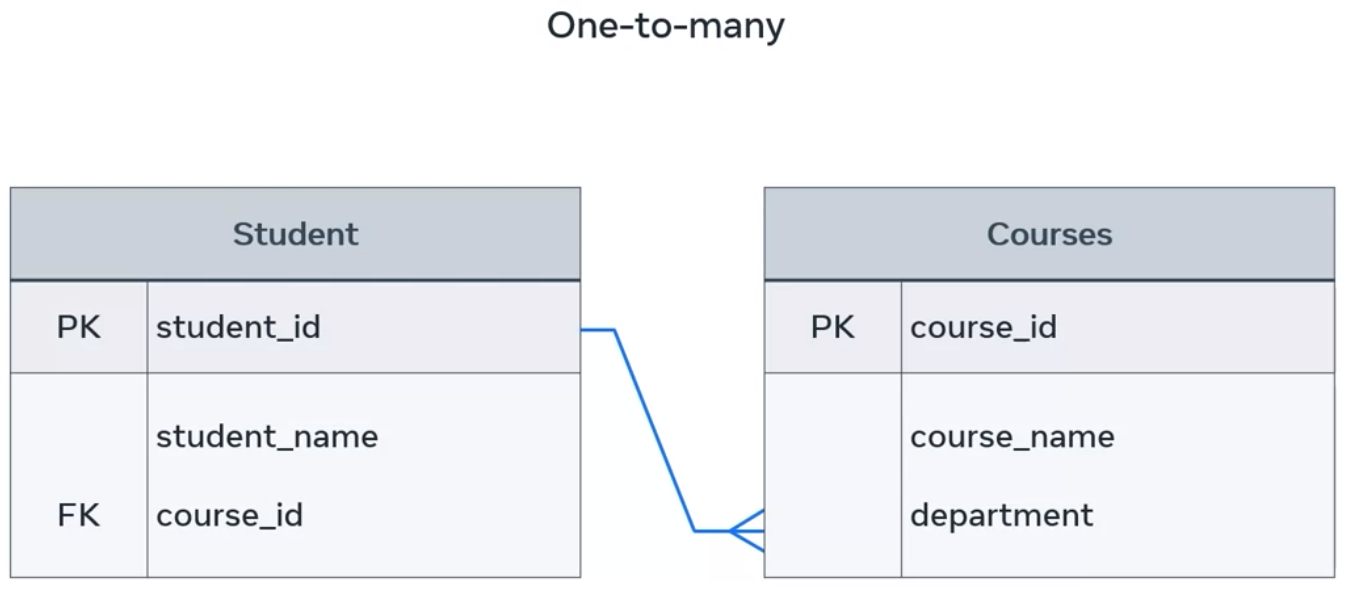 One-to-many
Student
PK student_id
student_name
FK course_id
Courses
PK course_id
course_name
department